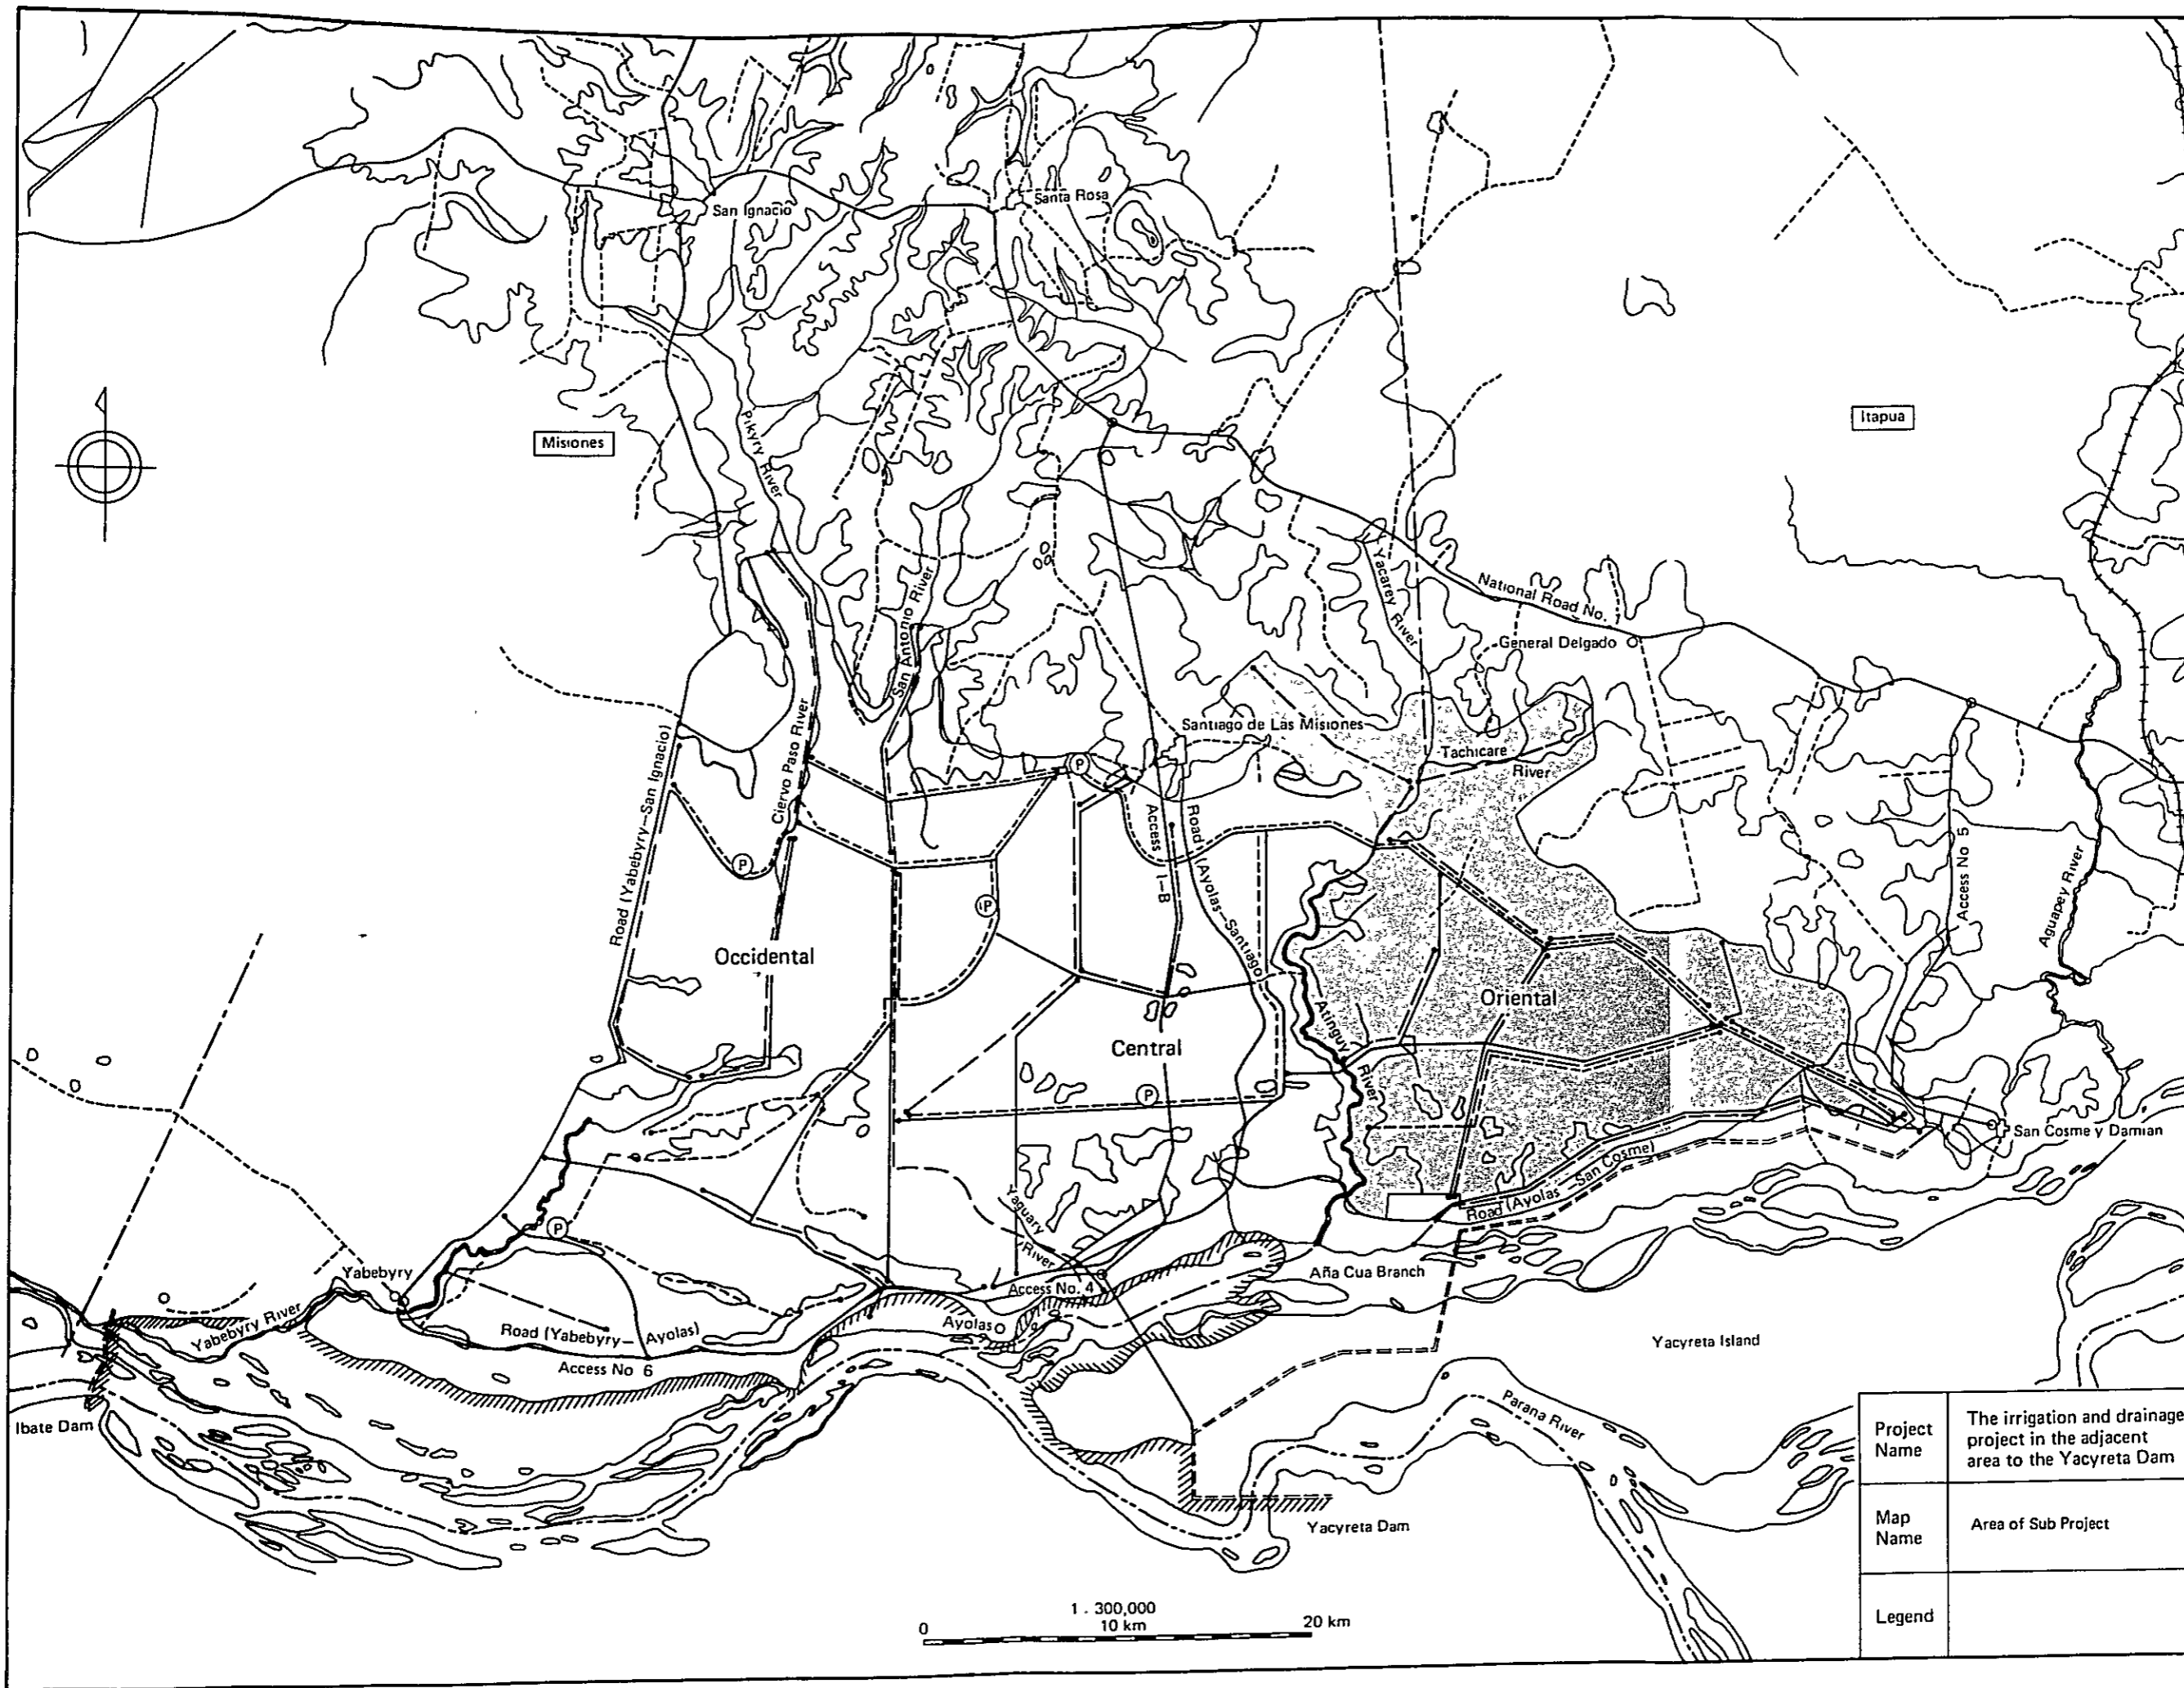 San Ignacio
Santa Rosa
Misiones
Itapua
Pikyry River
San Antonio River
Yacarey River
National Road No.
General Delgado
Santiago de Las Misiones
Tachicare
River
Road (Yabebyry-San Ignacio)
Ciervo Paso River
P
P
P
Access 1-B
Road (Ayolas-Santiago)
Access No 5
Aguapey River
Occidental
Central
Oriental
Atinguy
River
P
San Cosme y Damian
Road (Ayolas-San Cosme)
Yaguary
River
P
Yabebyry
Yabebyry River
Road (Yabebyry-Ayolas)
Access No 6
Access No. 4
Ayolas
Aña Cua Branch
Yacyreta Island
Parana River
Ibate Dam
Yacyreta Dam
1 . 300,000
0 10 km 20 km
Project
Name
The irrigation and drainage
project in the adjacent
area to the Yacyreta Dam
Map
Name
Area of Sub Project
Legend